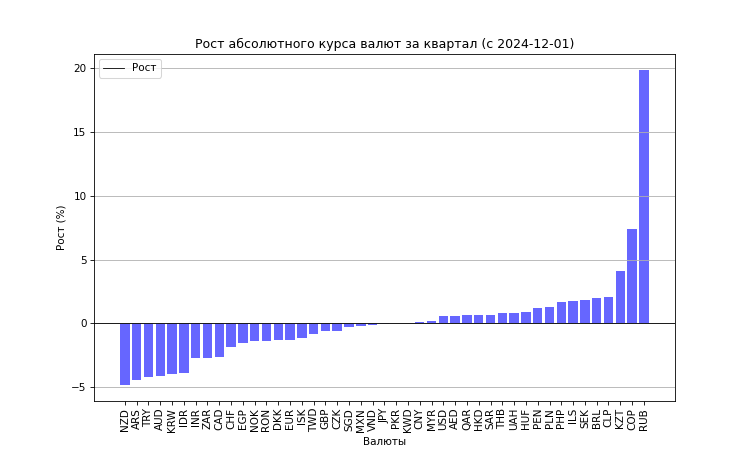 Рост абсолютного курса валют за квартал (с 2024-12-01)
Рост
Рост (%)
20
15
10
5
0
−5
NZD ARS TRY AUD KRW IDR INR ZAR CAD CHF EGP NOK RON DKK EUR ISK TWD GBP CZK SGD MXN VND JPY PKR KWD CNY MYR USD AED QAR HKD SAR THB UAH HUF PEN PLN PHP ILS SEK BRL CLP KZT COP RUB
Валюты